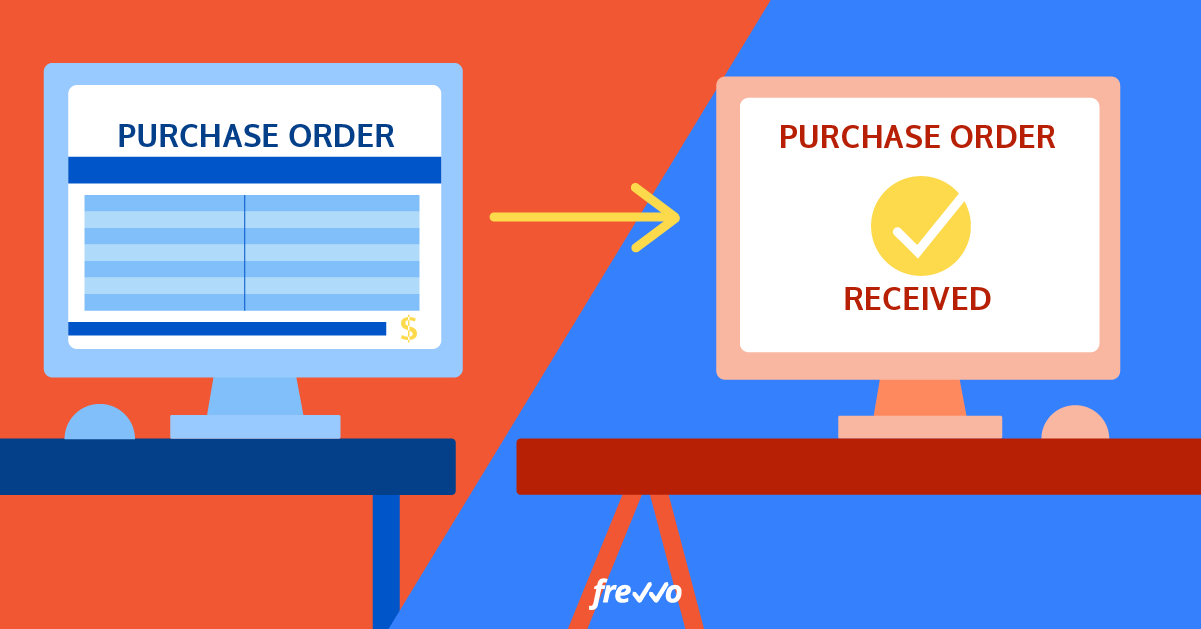 PURCHASE ORDER
$
PURCHASE ORDER
RECEIVED
frevvo